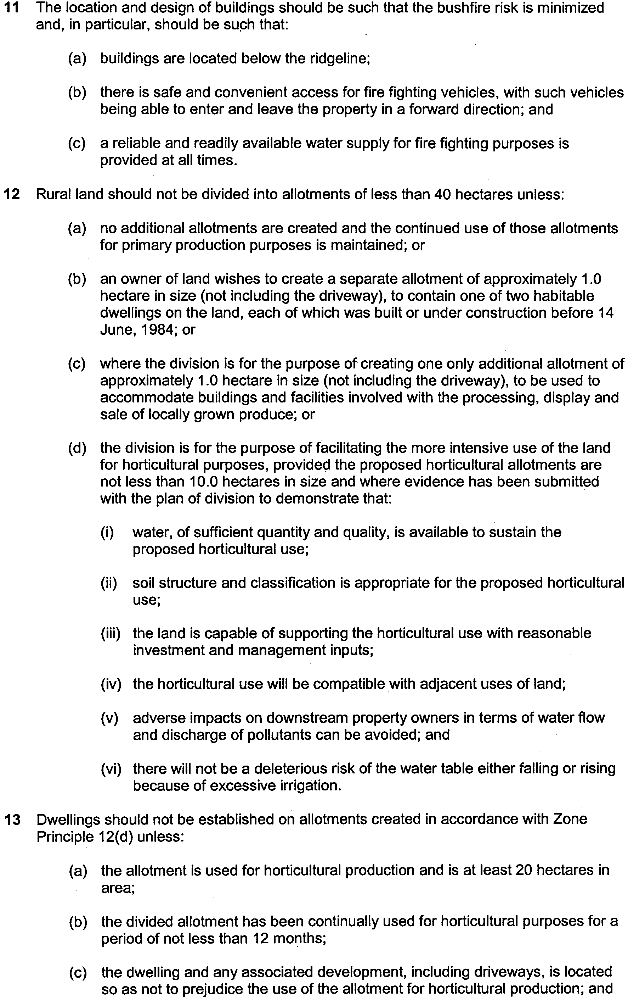 11 The location and design of buildings should be such that the bushfire risk is minimized
and, in particular, should be such that:
(a) buildings are located below the ridgeline;
(b) there is safe and convenient access for fire fighting vehicles, with such vehicles
being able to enter and leave the property in a forward direction; and
(c) a reliable and readily available water supply for fire fighting purposes is
provided at all times.
12 Rural land should not be divided into allotments of less than 40 hectares unless:
(a) no additional allotments are created and the continued use of those allotments
for primary production purposes is maintained; or
(b) an owner of land wishes to create a separate allotment of approximately 1.0
hectare in size (not including the driveway), to contain one of two habitable
dwellings on the land, each of which was built or under construction before 14
June, 1984; or
(c) where the division is for the purpose of creating one only additional allotment of
approximately 1.0 hectare in size (not including the driveway), to be used to
accommodate buildings and facilities involved with the processing, display and
sale of locally grown produce; or
(d) the division is for the purpose of facilitating the more intensive use of the land
for horticultural purposes, provided the proposed horticultural allotments are
not less than 10.0 hectares in size and where evidence has been submitted
with the plan of division to demonstrate that:
(i) water, of sufficient quantity and quality, is available to sustain the
proposed horticultural use;
(ii) soil structure and classification is appropriate for the proposed horticultural
use;
(iii) the land is capable of supporting the horticultural use with reasonable
investment and management inputs;
(iv) the horticultural use will be compatible with adjacent uses of land;
(v) adverse impacts on downstream property owners in terms of water flow
and discharge of pollutants can be avoided; and
(vi) there will not be a deleterious risk of the water table either falling or rising
because of excessive irrigation.
13 Dwellings should not be established on allotments created in accordance with Zone
Principle 12(d) unless:
(a) the allotment is used for horticultural production and is at least 20 hectares in
area;
(b) the divided allotment has been continually used for horticultural purposes for a
period of not less than 12 months;
(c) the dwelling and any associated development, including driveways, is located
so as not to prejudice the use of the allotment for horticultural production; and